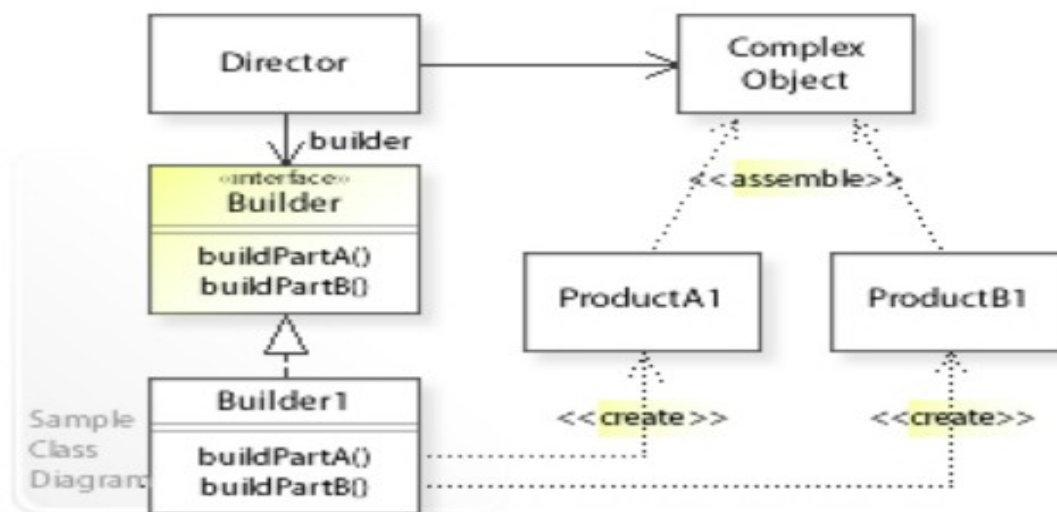 Director
Complex
Object
builder
«interface»
Builder
buildPartA()
buildPartB()
<<assemble>>
ProductA1
ProductB1
Builder1
buildPartA()
buildPartB()
<<create>>
<<create>>
Sample
Class
Diagram